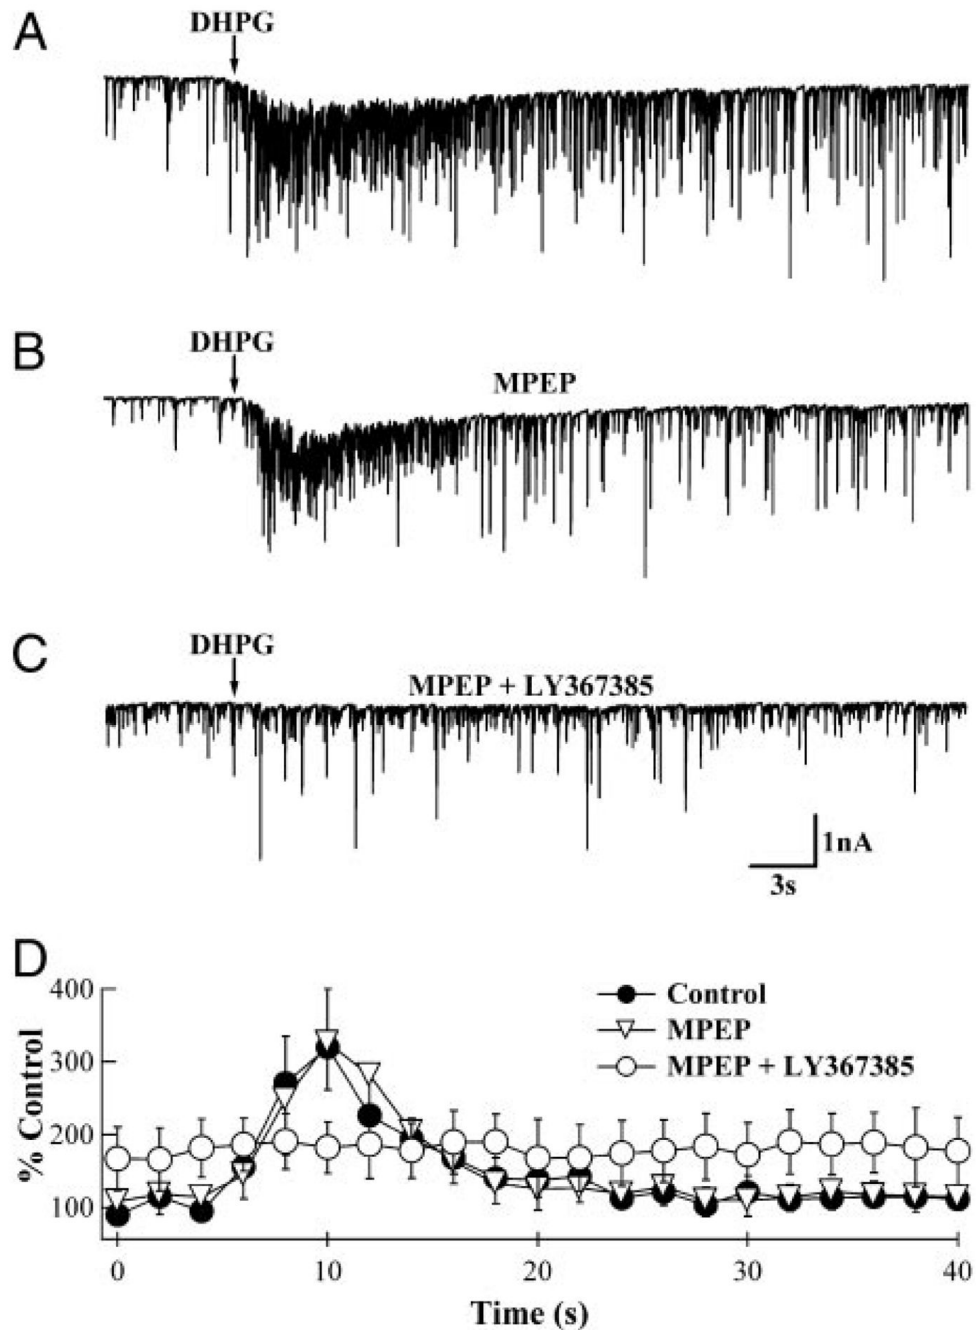 A
DHPG
B
DHPG
MPEP
C
DHPG
MPEP + LY367385
1nA
3s
D
400
300
200
100
% Control
Control
MPEP
MPEP + LY367385
0
10
20
30
40
Time (s)